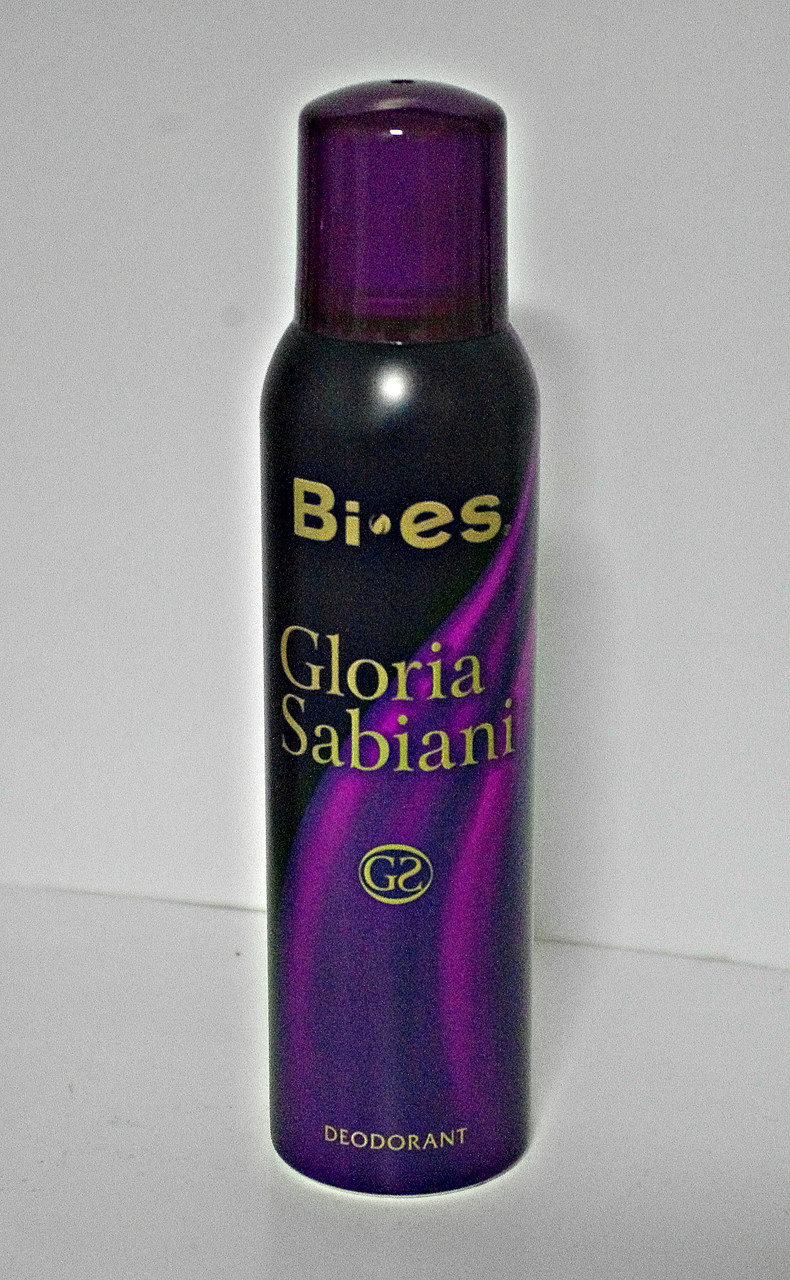 Bi·es
Gloria
Sabiani
GS
DEODORANT